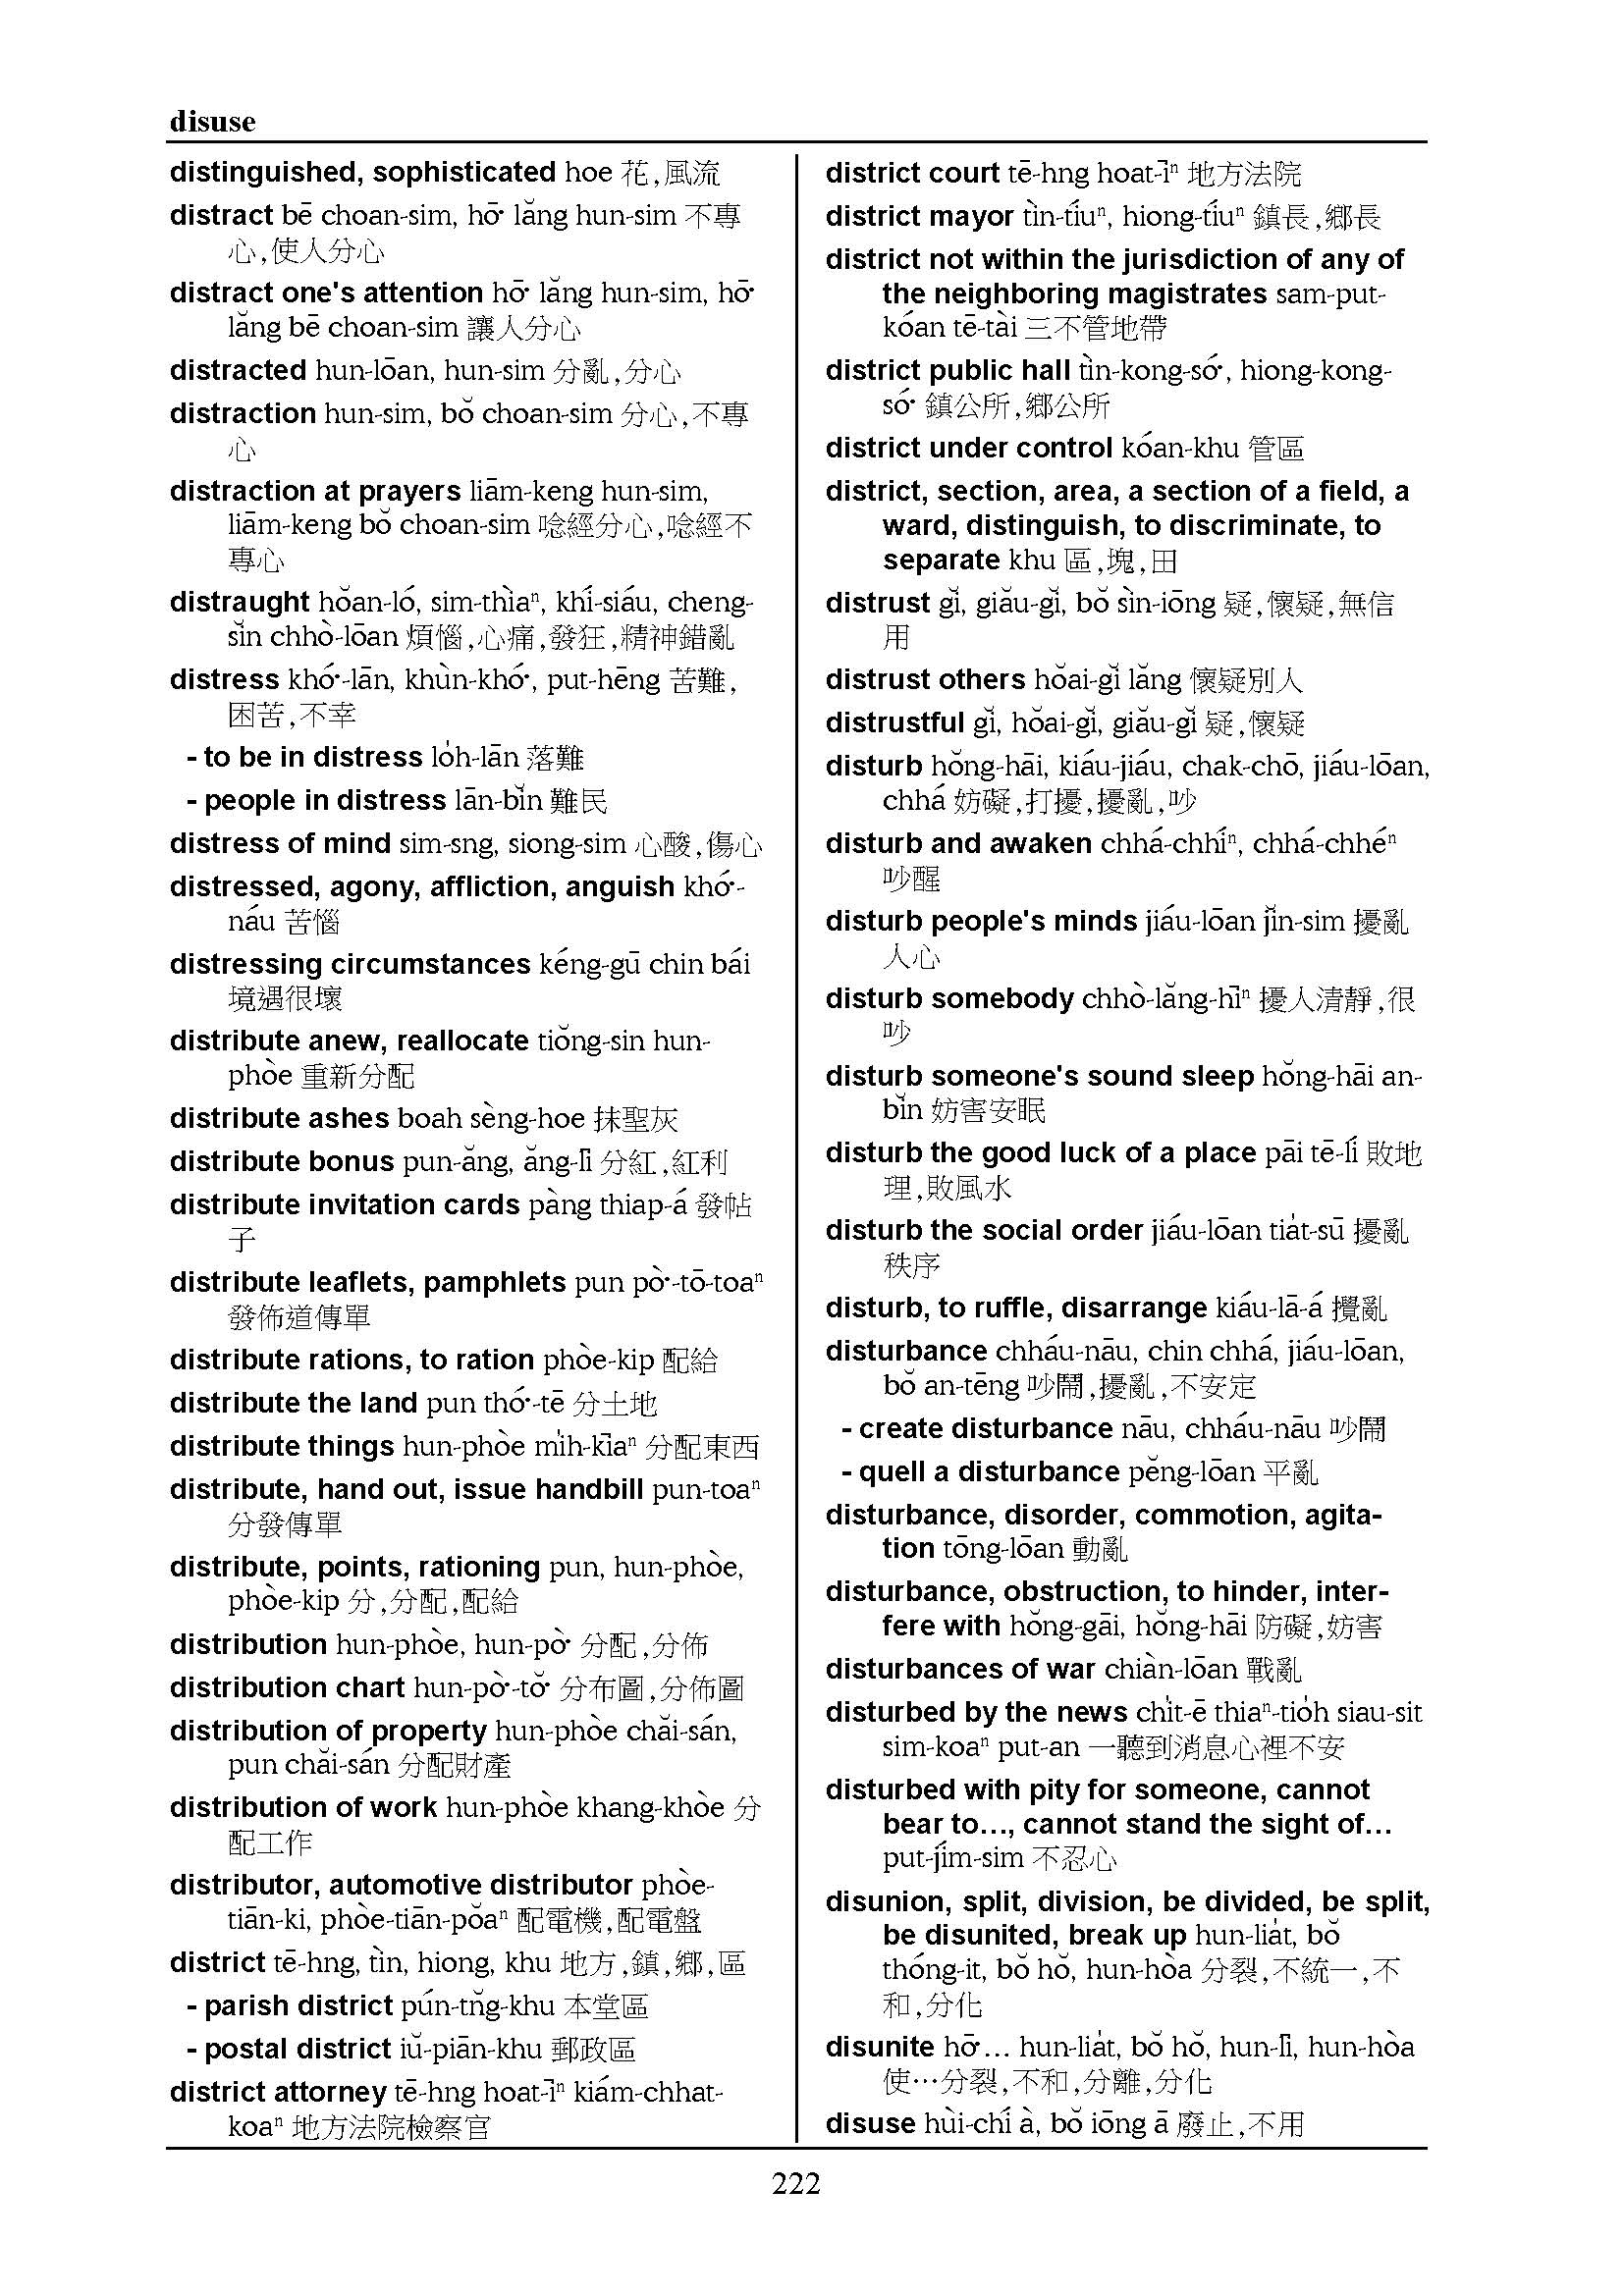 disuse
distinguished, sophisticated hoe 花,風流
distract bē choan-sim, hō͘ lăng hun-sim 不專
心,使人分心
distract one's attention hō͘ lăng hun-sim, hō͘
lăng bē choan-sim 讓人分心
distracted hun-lōan, hun-sim 分亂,分心
distraction hun-sim, bŏ choan-sim 分心,不專
心
distraction at prayers liām-keng hun-sim,
liām-keng bŏ choan-sim 唸經分心,唸經不
專心
distraught hŏan-ló, sim-thìaⁿ, khí-siáu, cheng-
sĭn chhò-lōan 煩惱,心痛,發狂,精神錯亂
distress khó͘-lān, khùn-khó͘, put-hēng 苦難,
困苦,不幸
- to be in distress lo̍h-lān 落難
- people in distress lān-bĭn 難民
distress of mind sim-sng, siong-sim 心酸,傷心
distressed, agony, affliction, anguish khó͘-
náu 苦惱
distressing circumstances kéng-gū chin bái
境遇很壞
distribute anew, reallocate tiŏng-sin hun-
phòe 重新分配
distribute ashes boah sèng-hoe 抹聖灰
distribute bonus pun-ăng, ăng-lī 分紅,紅利
distribute invitation cards pàng thiap-á 發帖
子
distribute leaflets, pamphlets pun pò͘-tō-toaⁿ
發佈道傳單
distribute rations, to ration phòe-kip 配給
distribute the land pun thó͘-tē 分土地
distribute things hun-phòe mi̍h-kīaⁿ 分配東西
distribute, hand out, issue handbill pun-toaⁿ
分發傳單
distribute, points, rationing pun, hun-phòe,
phòe-kip 分,分配,配給
distribution hun-phòe, hun-pò͘ 分配,分佈
distribution chart hun-pò͘-tŏ͘ 分布圖,分佈圖
distribution of property hun-phòe chăi-sán,
pun chăi-sán 分配財產
distribution of work hun-phòe khang-khòe 分
配工作
distributor, automotive distributor phòe-
tiān-ki, phòe-tiān-pŏaⁿ 配電機,配電盤
district tē-hng, tìn, hiong, khu 地方,鎮,鄉,區
- parish district pún-tn̆g-khu 本堂區
- postal district iŭ-piān-khu 郵政區
district attorney tē-hng hoat-īⁿ kiám-chhat-
koaⁿ 地方法院檢察官
district court tē-hng hoat-īⁿ 地方法院
district mayor tìn-tíuⁿ, hiong-tíuⁿ 鎮長,鄉長
district not within the jurisdiction of any of
the neighboring magistrates sam-put-
kóan tē-tài 三不管地帶
district public hall tìn-kong-só͘, hiong-kong-
só͘ 鎮公所,鄉公所
district under control kóan-khu 管區
district, section, area, a section of a field, a
ward, distinguish, to discriminate, to
separate khu 區,塊,田
distrust gĭ, giău-gĭ, bŏ sìn-iōng 疑,懷疑,無信
用
distrust others hŏai-gĭ lăng 懷疑別人
distrustful gĭ, hŏai-gĭ, giău-gĭ 疑,懷疑
disturb hŏng-hāi, kiáu-jiáu, chak-chō, jiáu-lōan,
chhá 妨礙,打擾,擾亂,吵
disturb and awaken chhá-chhíⁿ, chhá-chhéⁿ
吵醒
disturb people's minds jiáu-lōan jĭn-sim 擾亂
人心
disturb somebody chhò-lăng-hīⁿ 擾人清靜,很
吵
disturb someone's sound sleep hŏng-hāi an-
bĭn 妨害安眠
disturb the good luck of a place pāi tē-lí 敗地
理,敗風水
disturb the social order jiáu-lōan tia̍t-sū 擾亂
秩序
disturb, to ruffle, disarrange kiáu-lā-á 攪亂
disturbance chháu-nāu, chin chhá, jiáu-lōan,
bŏ an-tēng 吵鬧,擾亂,不安定
- create disturbance nāu, chháu-nāu 吵鬧
- quell a disturbance pĕng-lōan 平亂
disturbance, disorder, commotion, agita-
tion tōng-lōan 動亂
disturbance, obstruction, to hinder, inter-
fere with hŏng-gāi, hŏng-hāi 防礙,妨害
disturbances of war chiàn-lōan 戰亂
disturbed by the news chi̍t-ē thiaⁿ-tio̍h siau-sit
sim-koaⁿ put-an 一聽到消息心裡不安
disturbed with pity for someone, cannot
bear to…, cannot stand the sight of…
put-jím-sim 不忍心
disunion, split, division, be divided, be split,
be disunited, break up hun-lia̍t, bŏ
thóng-it, bŏ hŏ, hun-hòa 分裂,不統一,不
和,分化
disunite hō͘… hun-lia̍t, bŏ hŏ, hun-lī, hun-hòa
使⋯分裂,不和,分離,分化
disuse hùi-chí à, bŏ iōng ā 廢止,不用
222